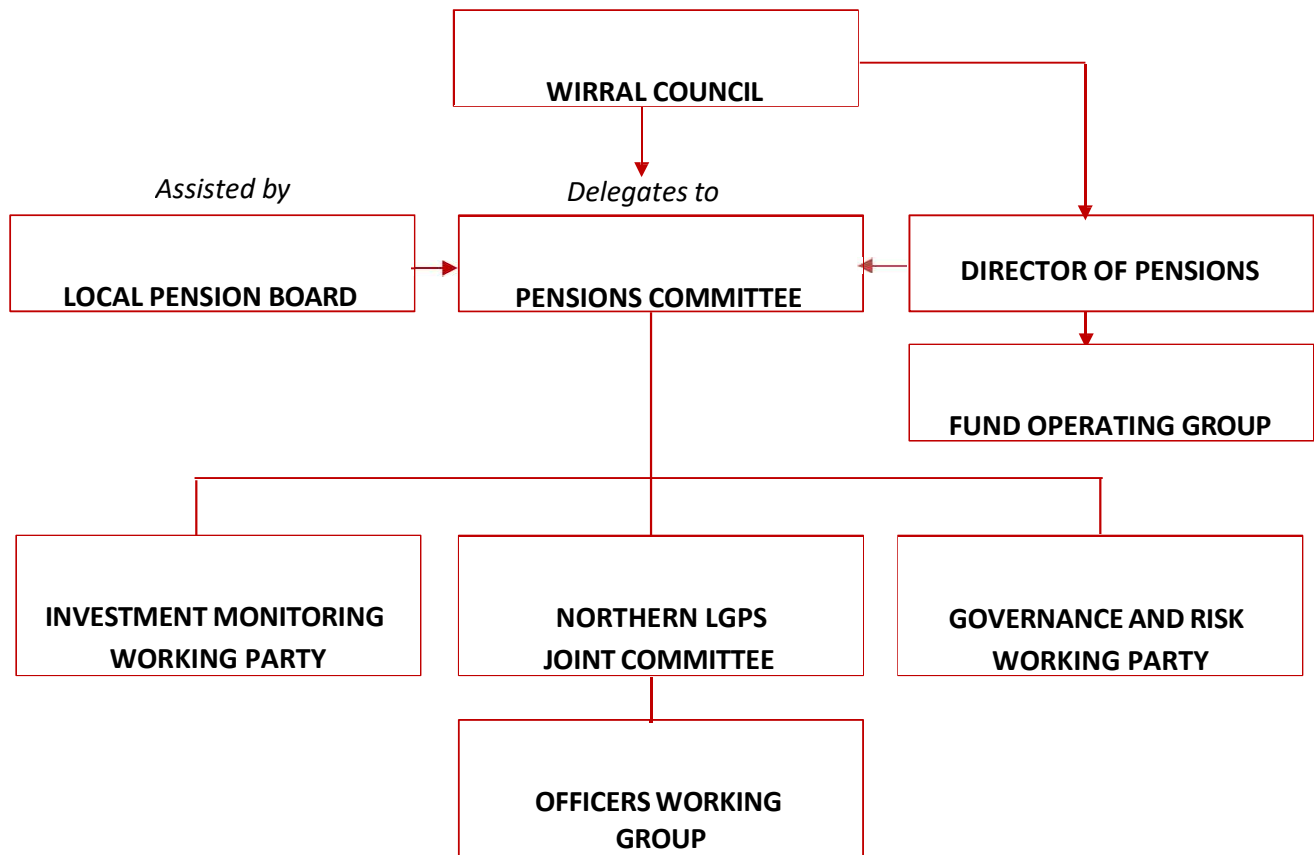 WIRRAL COUNCIL
Assisted by
Delegates to
LOCAL PENSION BOARD
PENSIONS COMMITTEE
DIRECTOR OF PENSIONS
FUND OPERATING GROUP
INVESTMENT MONITORING
WORKING PARTY
NORTHERN LGPS
JOINT COMMITTEE
GOVERNANCE AND RISK
WORKING PARTY
OFFICERS WORKING
GROUP